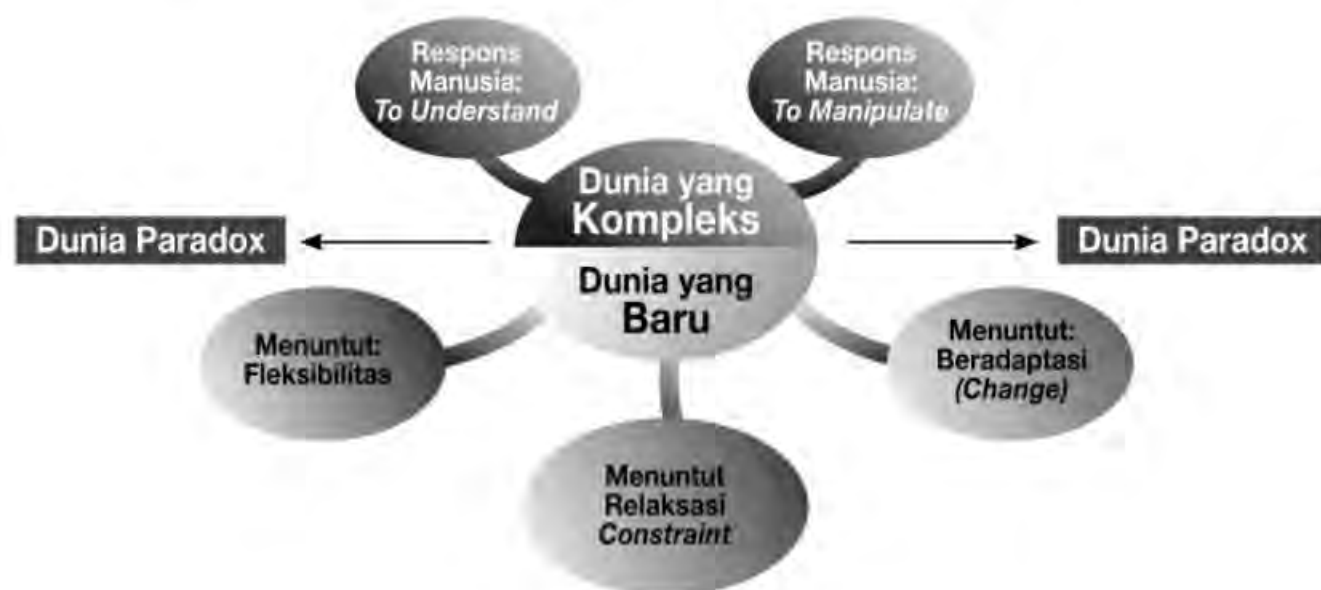 Respons
Manusia:
To Understand
Respons
Manusia:
To Manipulate
Dunia yang
Kompleks
Dunia Paradox
Dunia Paradox
Dunia yang
Baru
Menuntut:
Fleksibilitas
Menuntut:
Beradaptasi
(Change)
Menuntut
Relaksasi
Constraint